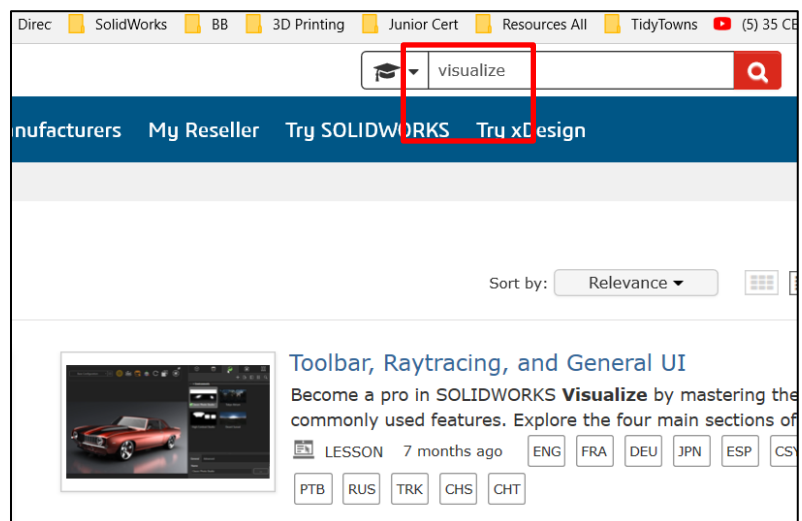 Direc SolidWorks BB 3D Printing Junior Cert Resources All TidyTowns (5) 35 CE
visualize
nufacturers My Reseller Try SOLIDWORKS Try xDesign
Sort by: Relevance
Toolbar, Raytracing, and General UI
Become a pro in SOLIDWORKS Visualize by mastering the
commonly used features. Explore the four main sections of
LESSON 7 months ago ENG FRA DEU JPN ESP CSY
PTB RUS TRK CHS CHT